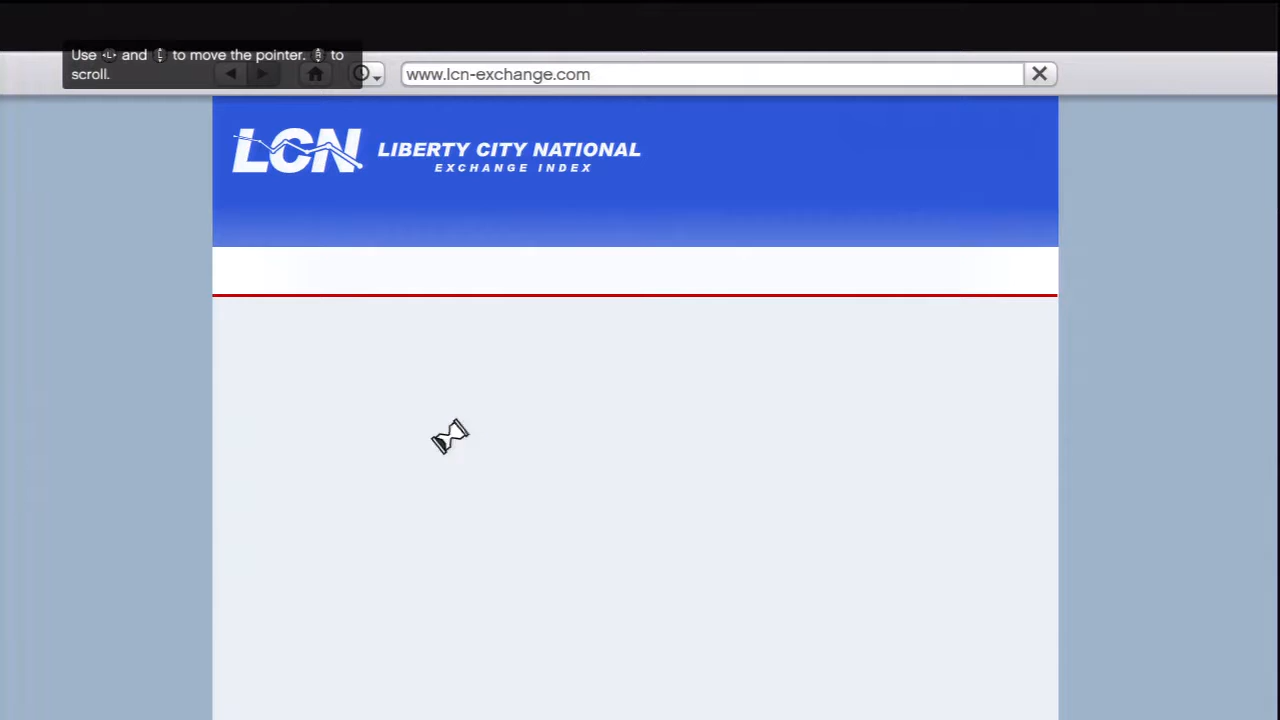 Use L and L to move the pointer. R to
scroll.
www.lcn-exchange.com
LCN
LIBERTY CITY NATIONAL
EXCHANGE INDEX